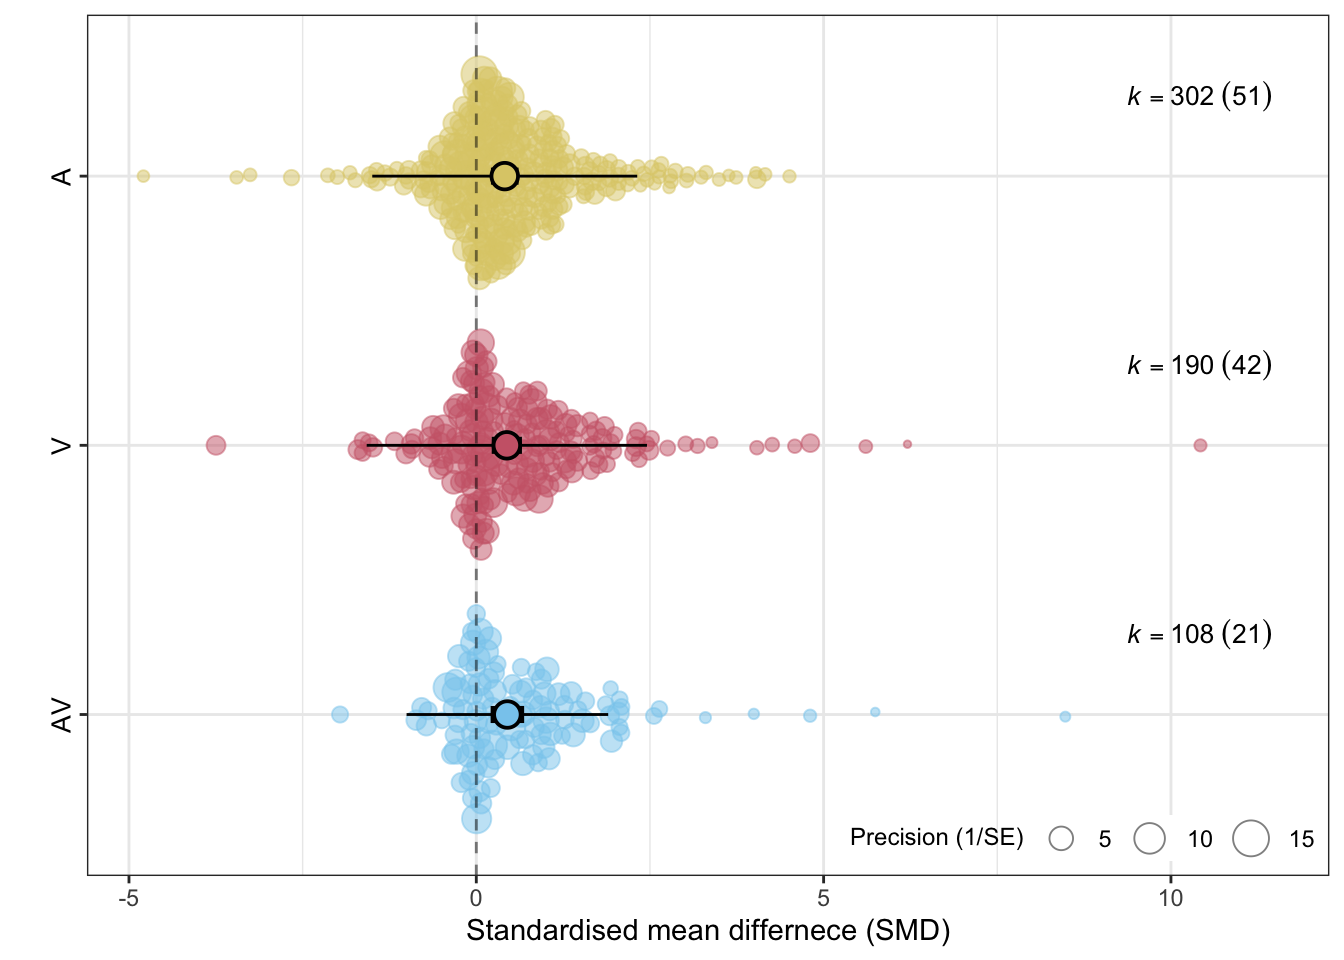 A
k = 302 (51)
V
k = 190 (42)
AV
k = 108 (21)
Precision (1/SE) 5 10 15
-5 0 5 10
Standardised mean differnece (SMD)